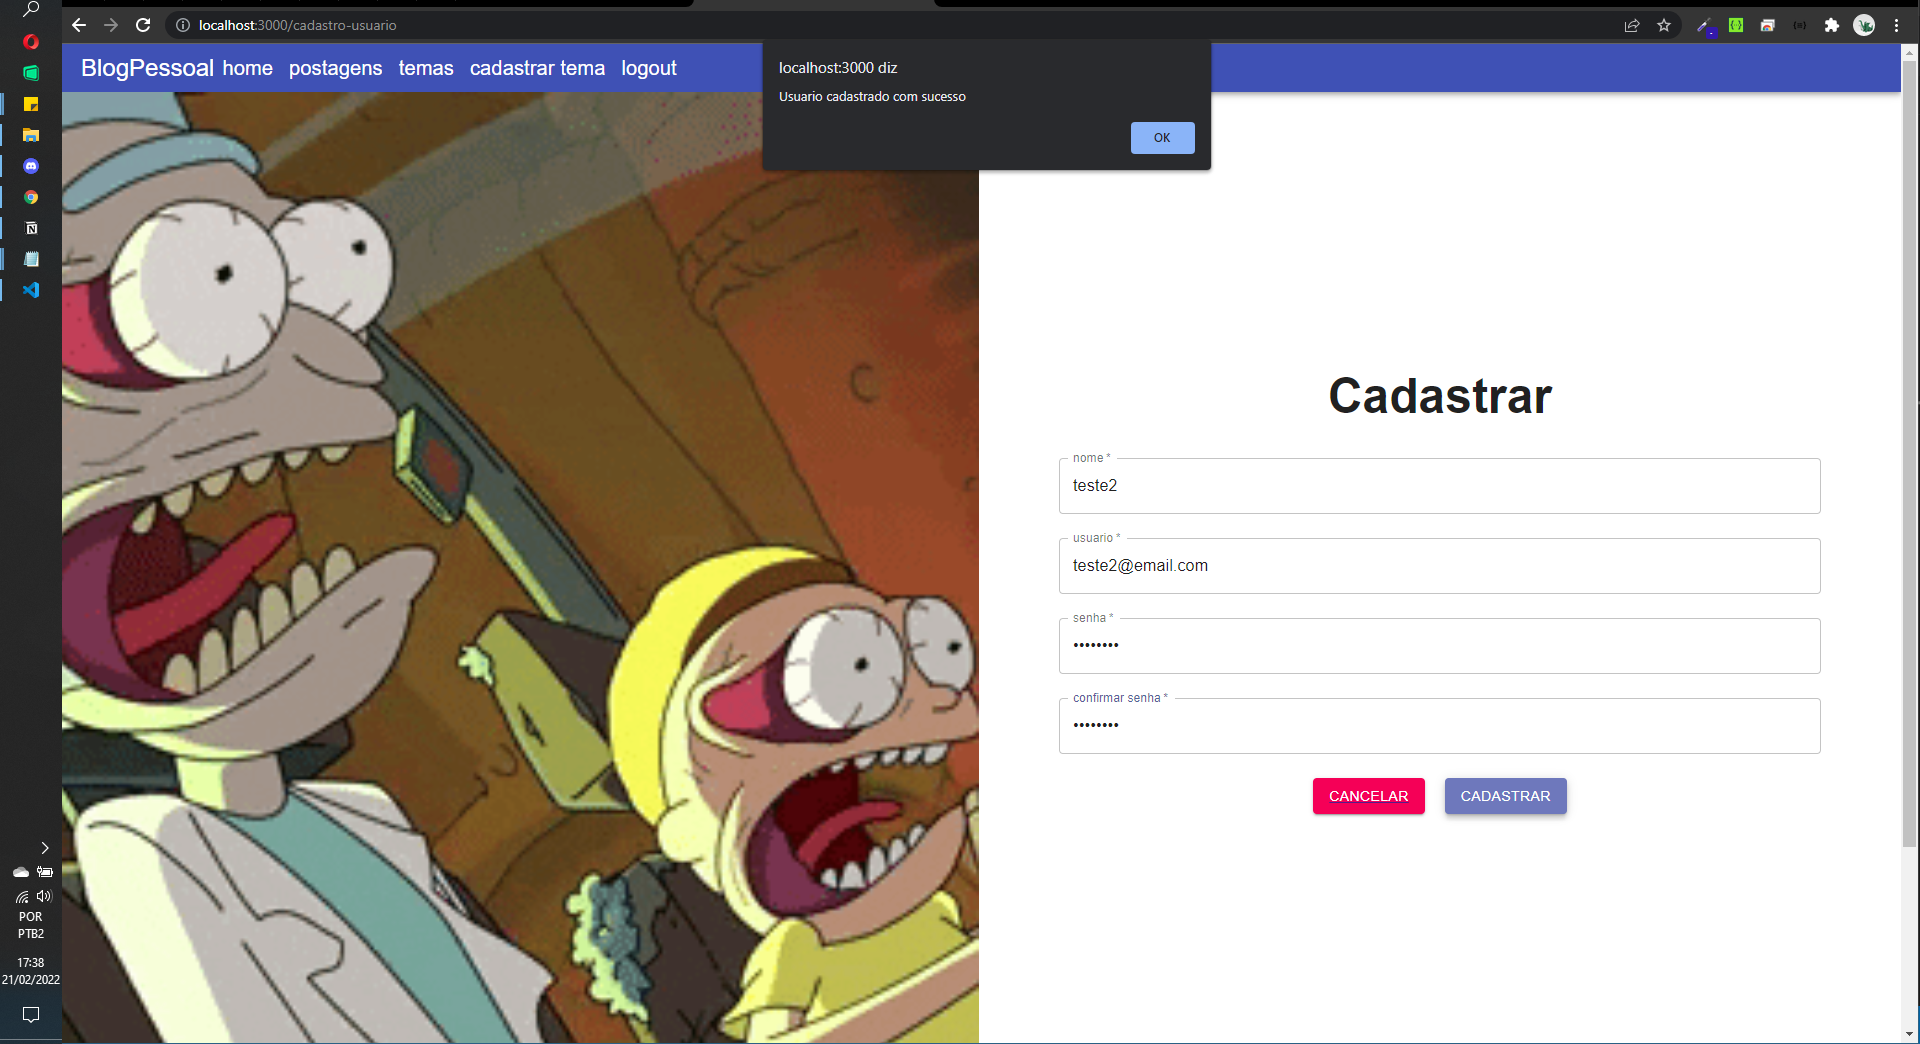 localhost:3000/cadastro-usuario
BlogPessoal home postagens temas cadastrar tema logout
localhost:3000 diz
Usuario cadastrado com sucesso
OK
Cadastrar
nome *
teste2
usuario *
teste2@email.com
senha *
••••••••
confirmar senha *
••••••••
CANCELAR CADASTRAR
POR
PTB2
17:38
21/02/2022